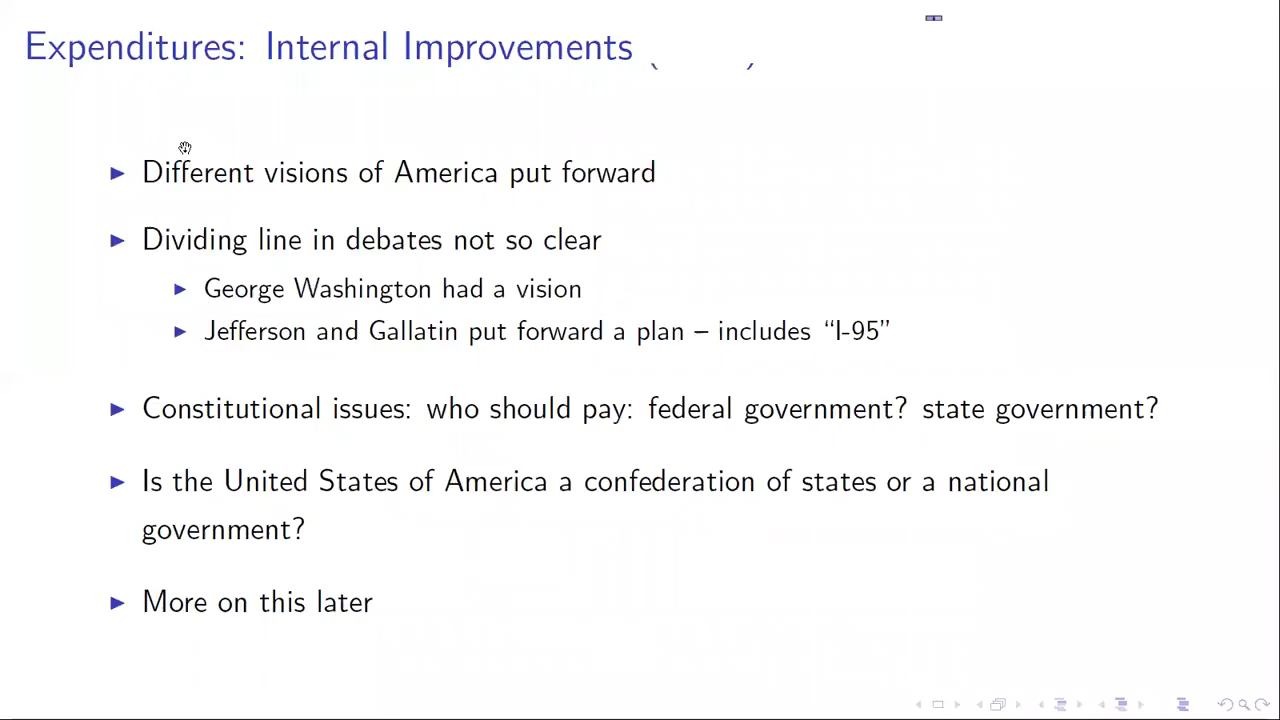 Expenditures: Internal Improvements
Different visions of America put forward
Dividing line in debates not so clear
George Washington had a vision
Jefferson and Gallatin put forward a plan – includes “I-95”
Constitutional issues: who should pay: federal government? state government?
Is the United States of America a confederation of states or a national
government?
More on this later